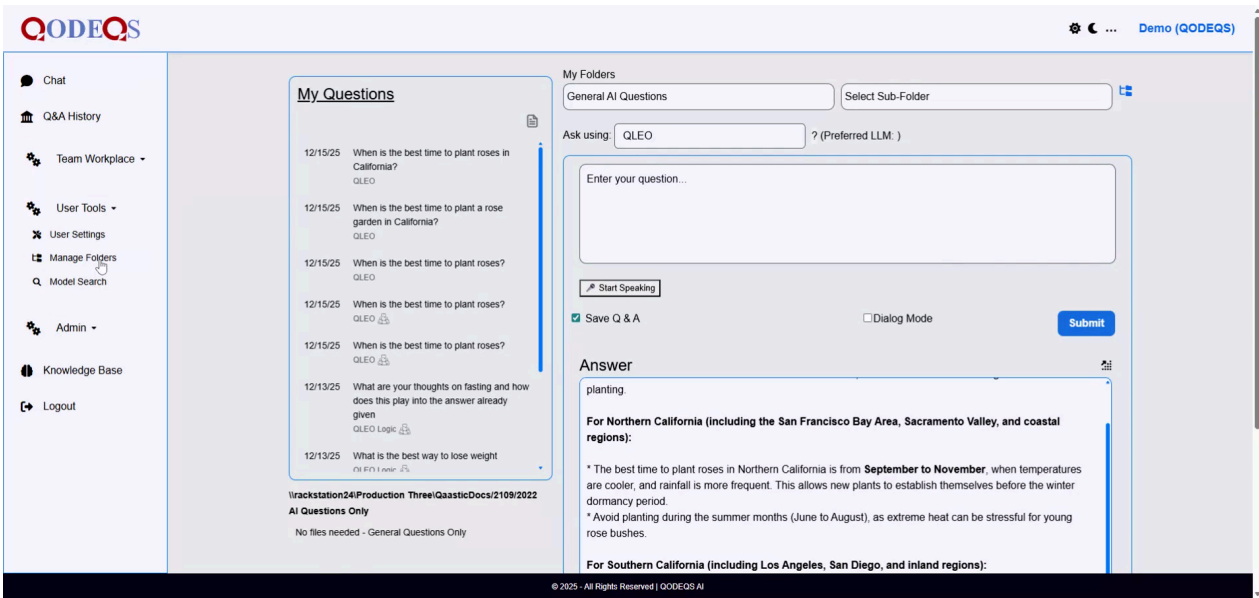 QODEQS
... Demo (QODEQS)
Chat
Q&A History
Team Workplace
User Tools
User Settings
Manage Folders
Model Search
Admin
Knowledge Base
Logout
My Questions
12/15/25 When is the best time to plant roses in
California?
QLEO
12/15/25 When is the best time to plant a rose
garden in California?
QLEO
12/15/25 When is the best time to plant roses?
QLEO
12/15/25 When is the best time to plant roses?
QLEO
12/15/25 When is the best time to plant roses?
QLEO
12/13/25 What are your thoughts on fasting and how
does this play into the answer already
given
QLEO Logic
12/13/25 What is the best way to lose weight
QLEO Logic
\\rackstation24\Production Three\QaasticDocs/2109/2022
AI Questions Only
No files needed - General Questions Only
My Folders
General AI Questions Select Sub-Folder
Ask using: QLEO ? (Preferred LLM: )
Enter your question...
Start Speaking
Save Q & A Dialog Mode Submit
Answer
planting.
For Northern California (including the San Francisco Bay Area, Sacramento Valley, and coastal
regions):
* The best time to plant roses in Northern California is from September to November, when temperatures
are cooler, and rainfall is more frequent. This allows new plants to establish themselves before the winter
dormancy period.
* Avoid planting during the summer months (June to August), as extreme heat can be stressful for young
rose bushes.
For Southern California (including Los Angeles, San Diego, and inland regions):
© 2025 - All Rights Reserved | QODEQS AI